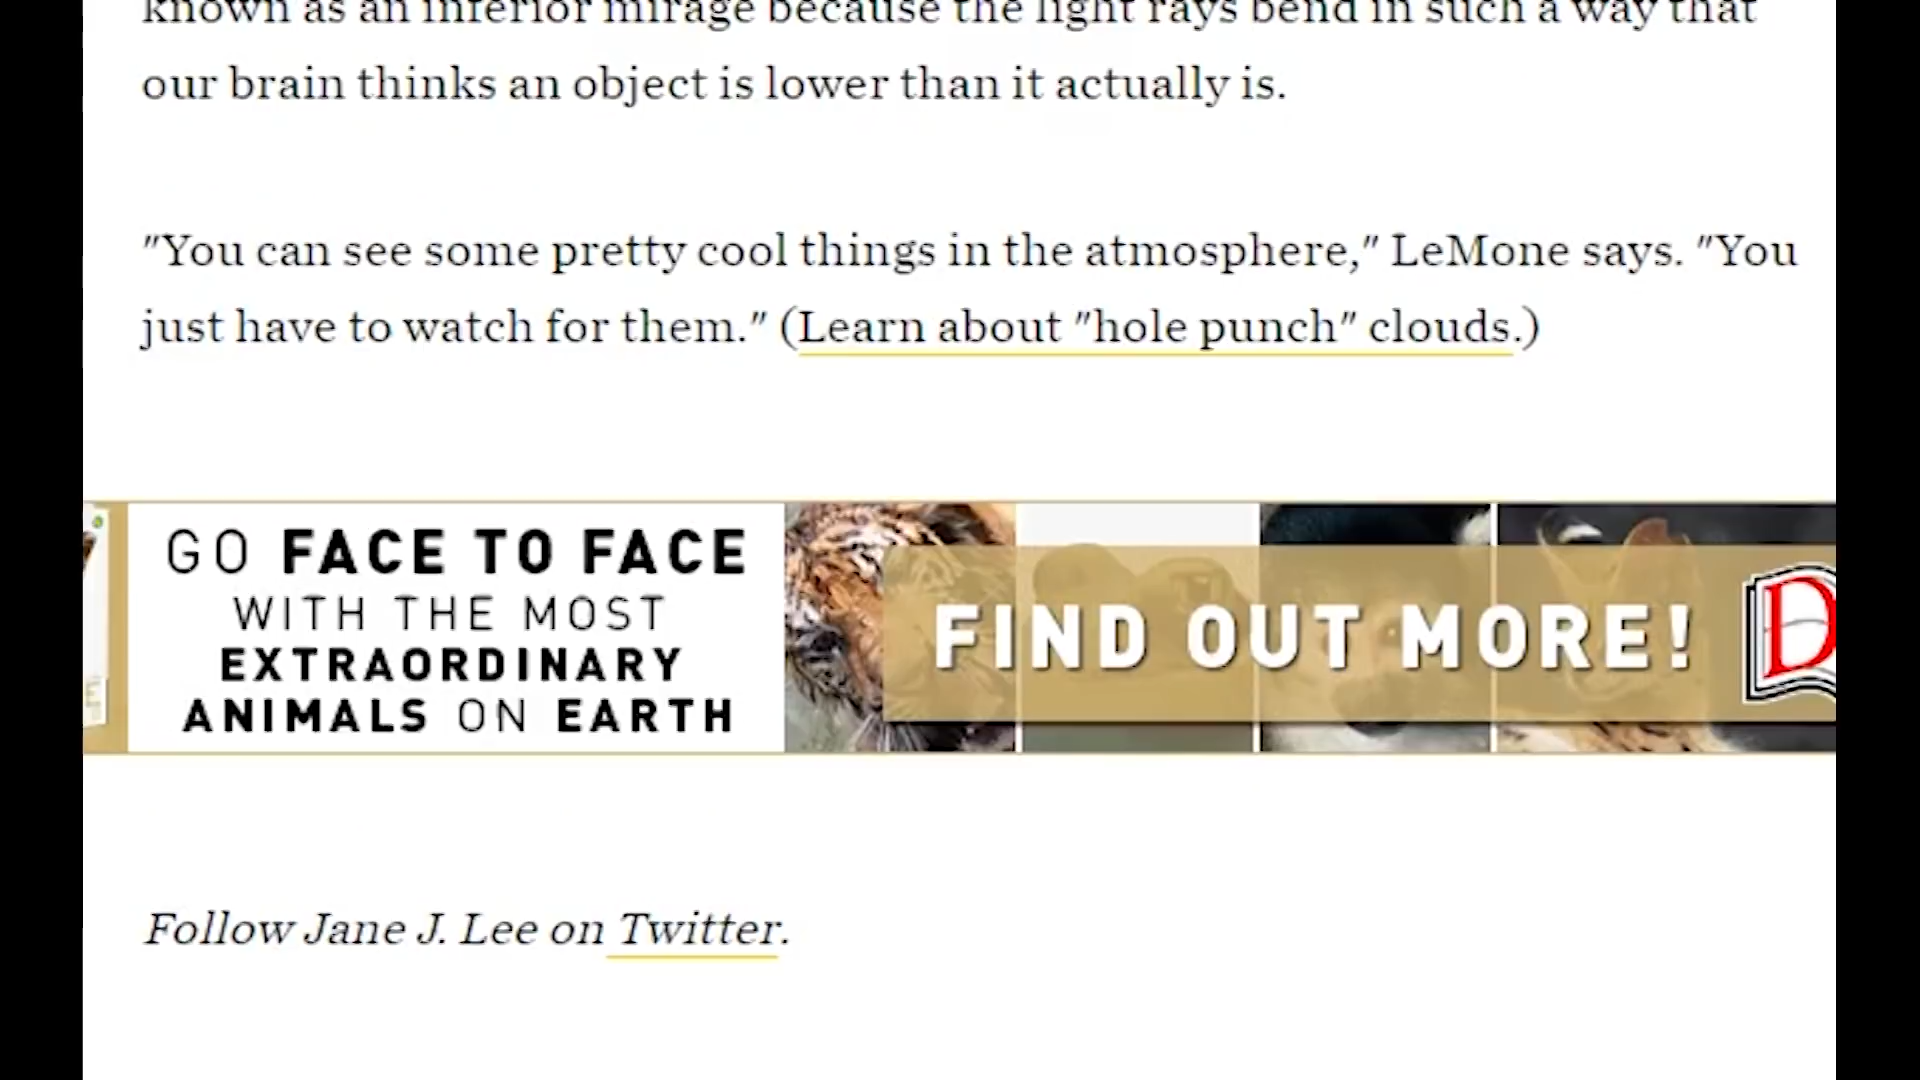 known as an inferior mirage because the light rays bend in such a way that
our brain thinks an object is lower than it actually is.
"You can see some pretty cool things in the atmosphere," LeMone says. "You
just have to watch for them." (Learn about "hole punch" clouds.)
GO FACE TO FACE
WITH THE MOST
EXTRAORDINARY
ANIMALS ON EARTH
FIND OUT MORE!
D
Follow Jane J. Lee on Twitter.